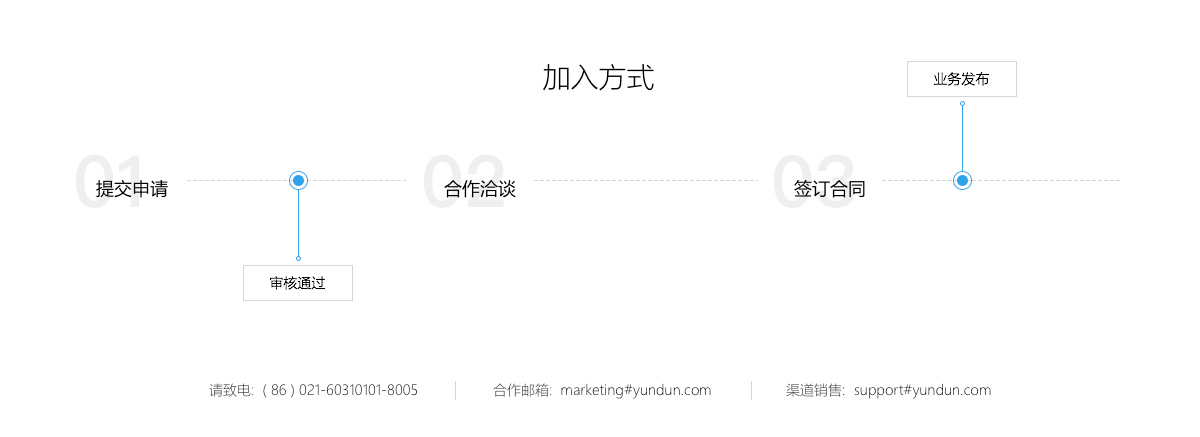 加入方式
业务发布
01
提交申请
02
合作洽谈
03
签订合同
审核通过
请致电: ( 86 ) 021-60310101-8005
合作邮箱: marketing#yundun.com
渠道销售: support#yundun.com